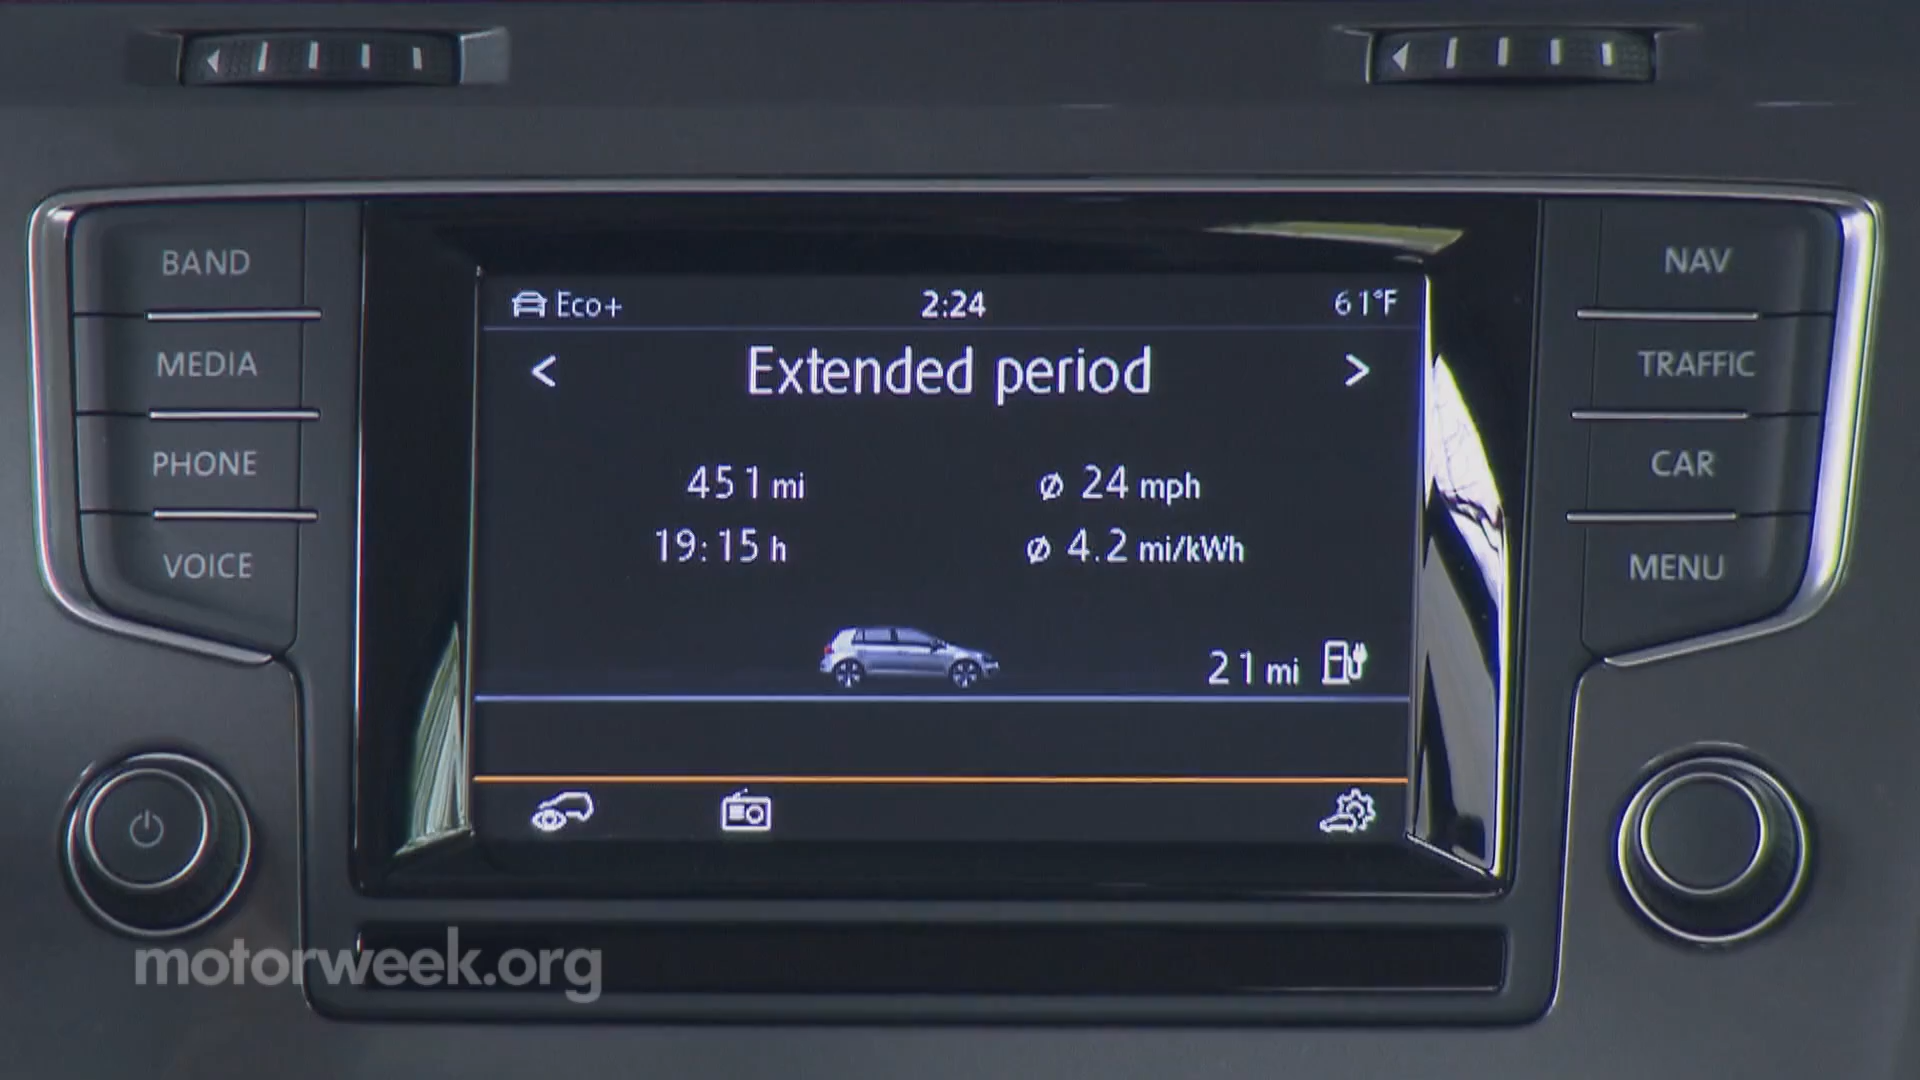 BAND
MEDIA
PHONE
VOICE
Eco+ 2:24 61°F
< Extended period >
451 mi ⌀ 24 mph
19:15 h ⌀ 4.2 mi/kWh
21 mi
NAV
TRAFFIC
CAR
MENU
motorweek.org